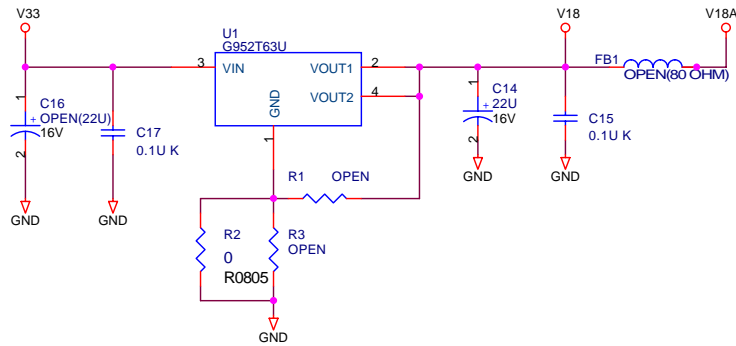 V33
V18
V18A
U1
G952T63U
3
VIN
VOUT1
2
VOUT2
4
GND
1
FB1
OPEN(80 OHM)
1
C16
+
OPEN(22U)
16V
2
C17
0.1U K
1
C14
+
22U
16V
2
C15
0.1U K
GND
GND
GND
GND
R1
OPEN
R2
0
R0805
R3
OPEN
GND